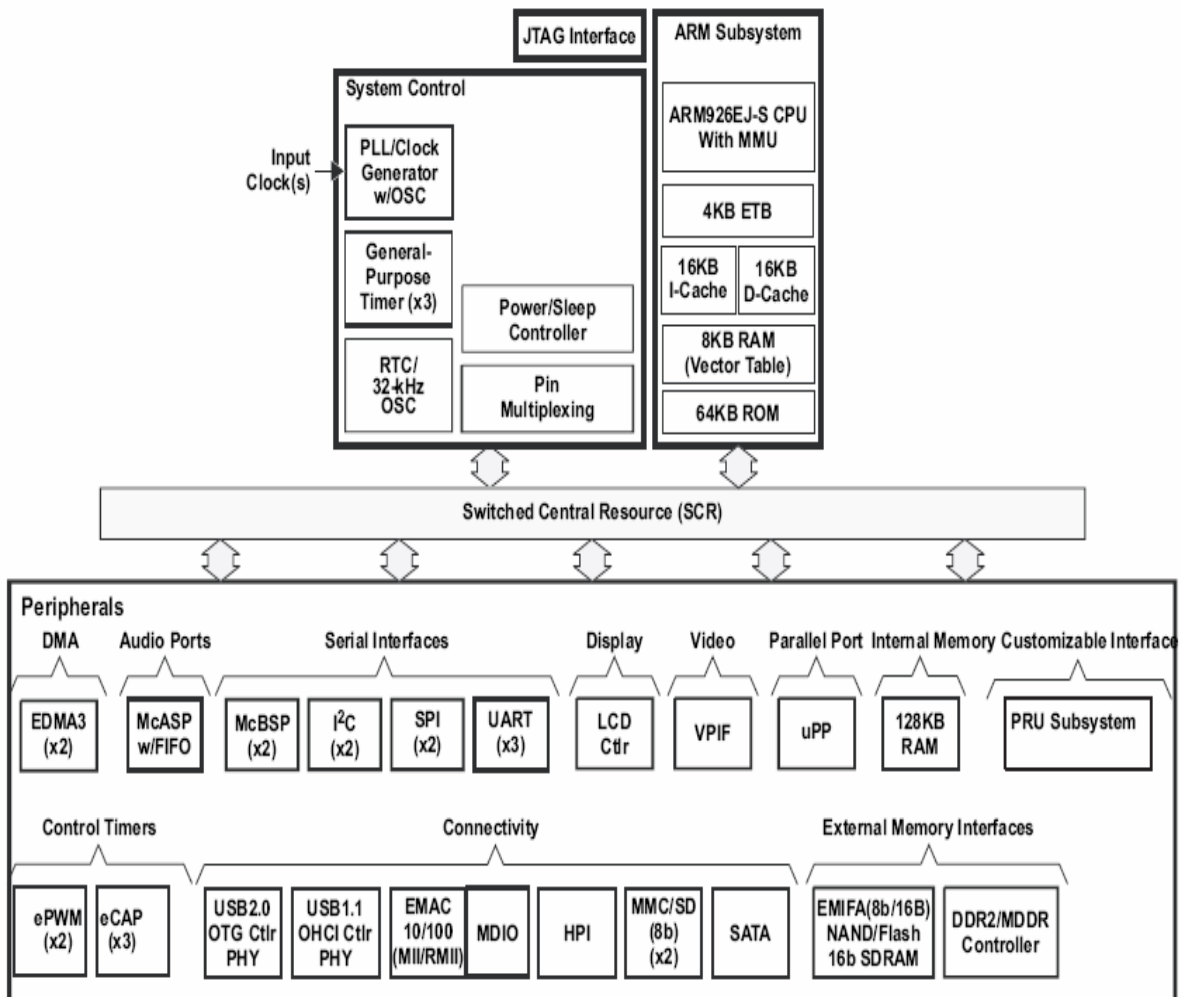 JTAG Interface
ARM Subsystem
System Control
ARM926EJ-S CPU
With MMU
Input
Clock(s)
PLL/Clock
Generator
w/OSC
4KB ETB
General-
Purpose
Timer (x3)
16KB
I-Cache
16KB
D-Cache
Power/Sleep
Controller
8KB RAM
(Vector Table)
RTC/
32-kHz
OSC
Pin
Multiplexing
64KB ROM
Switched Central Resource (SCR)
Peripherals
DMA
Audio Ports
Serial Interfaces
Display
Video
Parallel Port
Internal Memory
Customizable Interface
EDMA3
(x2)
McASP
w/FIFO
McBSP
(x2)
I²C
(x2)
SPI
(x2)
UART
(x3)
LCD
Ctlr
VPIF
uPP
128KB
RAM
PRU Subsystem
Control Timers
Connectivity
External Memory Interfaces
ePWM
(x2)
eCAP
(x3)
USB2.0
OTG Ctlr
PHY
USB1.1
OHCI Ctlr
PHY
EMAC
10/100
(MII/RMII)
MDIO
HPI
MMC/SD
(8b)
(x2)
SATA
EMIFA(8b/16B)
NAND/Flash
16b SDRAM
DDR2/MDDR
Controller